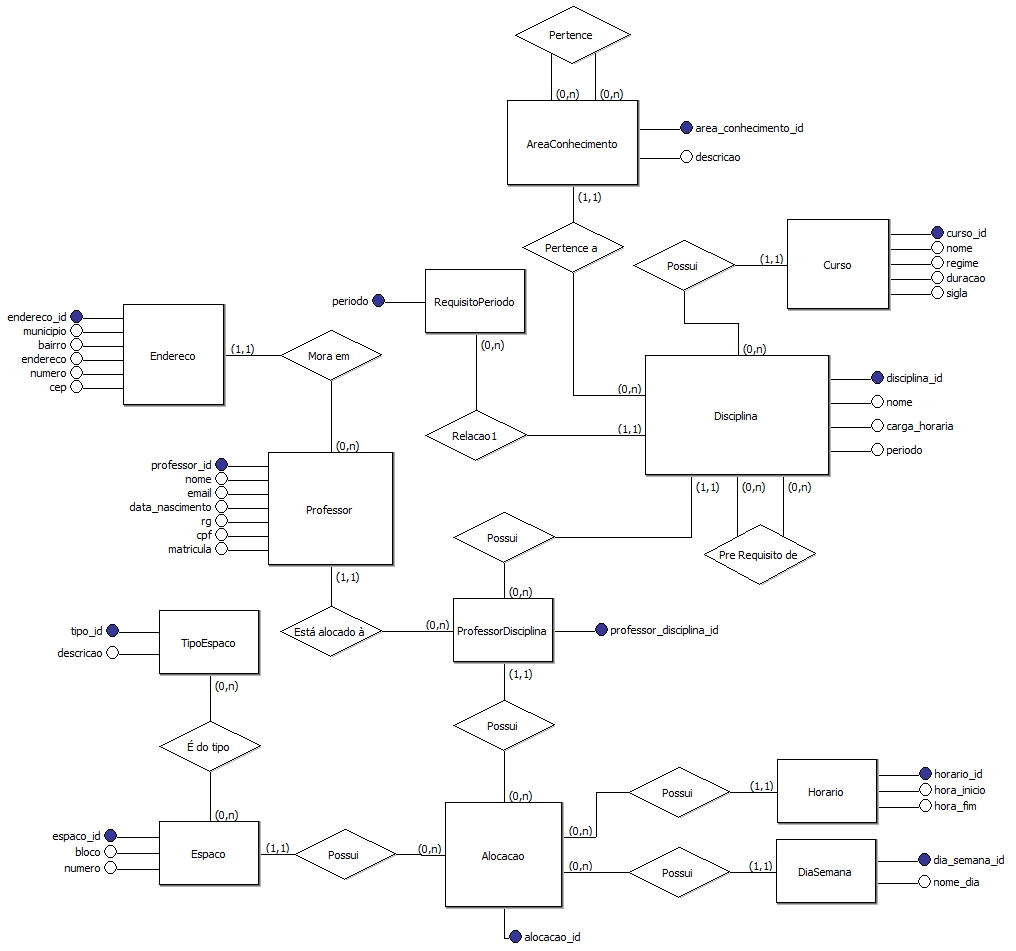 Pertence
(0,n) (0,n)
AreaConhecimento
area_conhecimento_id
descricao
(1,1)
Pertence a
Possui
(1,1)
Curso
curso_id
nome
regime
duracao
sigla
periodo
RequisitoPeriodo
(0,n)
endereco_id
municipio
bairro
endereco
numero
cep
Endereco
(1,1)
Mora em
(0,n)
(0,n)
(0,n)
Disciplina
disciplina_id
nome
carga_horaria
periodo
Relacao1
(1,1)
(1,1) (0,n) (0,n)
Pre Requisito de
professor_id
nome
email
data_nascimento
rg
cpf
matricula
Professor
(1,1)
Possui
(0,n)
Está alocado à
(0,n)
ProfessorDisciplina
professor_disciplina_id
(1,1)
tipo_id
descricao
TipoEspaco
(0,n)
É do tipo
(0,n)
Possui
(0,n)
espaco_id
bloco
numero
Espaco
(1,1)
Possui
(0,n)
Alocacao
(0,n)
(0,n)
Possui
(1,1)
Horario
horario_id
hora_inicio
hora_fim
Possui
(1,1)
DiaSemana
dia_semana_id
nome_dia
alocacao_id